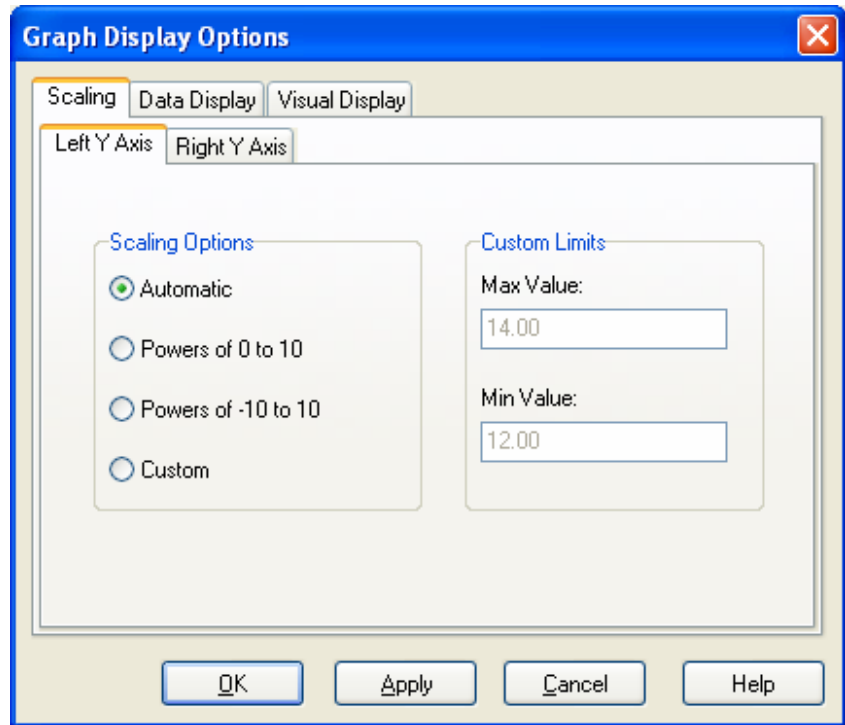 Graph Display Options
Scaling Data Display Visual Display
Left Y Axis Right Y Axis
Scaling Options
Automatic
Powers of 0 to 10
Powers of -10 to 10
Custom
Custom Limits
Max Value:
14.00
Min Value:
12.00
OK Apply Cancel Help